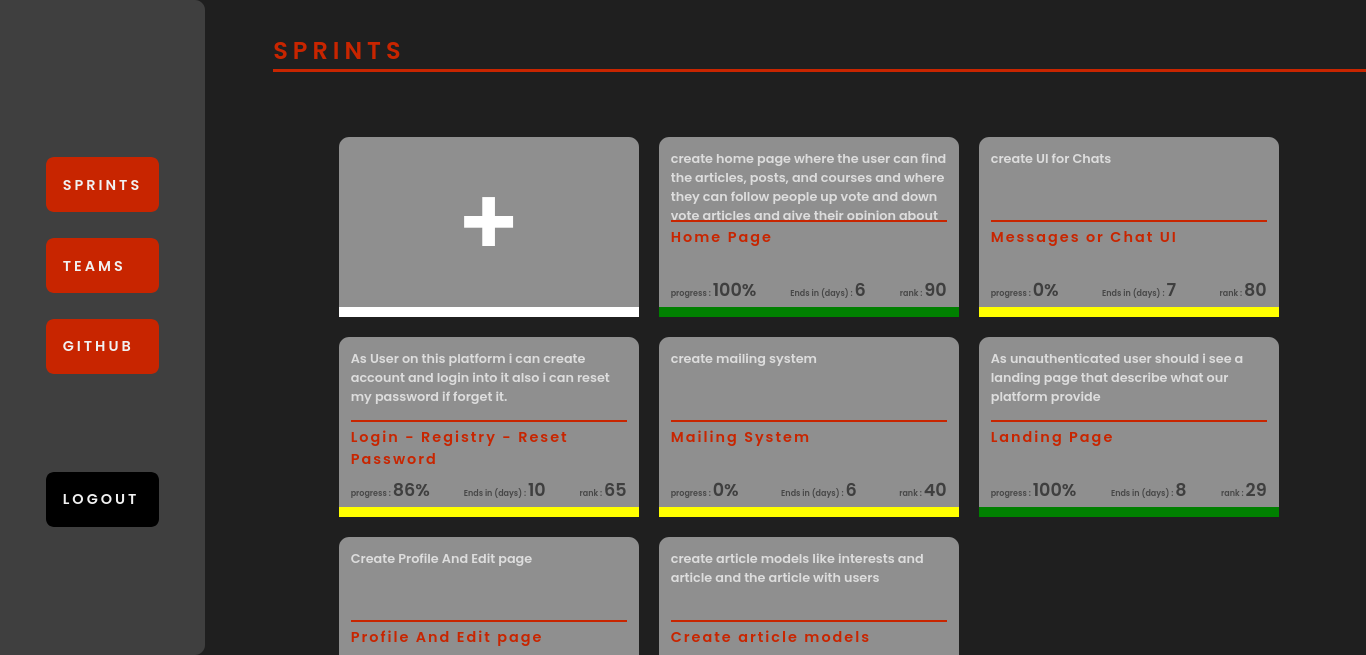 SPRINTS
SPRINTS
TEAMS
GITHUB
LOGOUT
+
create home page where the user can find
the articles, posts, and courses and where
they can follow people up vote and down
vote articles and give their opinion about
Home Page
progress : 100% Ends in (days) : 6 rank : 90
create UI for Chats
Messages or Chat UI
progress : 0% Ends in (days) : 7 rank : 80
As User on this platform i can create
account and login into it also i can reset
my password if forget it.
Login - Registry - Reset
Password
progress : 86% Ends in (days) : 10 rank : 65
create mailing system
Mailing System
progress : 0% Ends in (days) : 6 rank : 40
As unauthenticated user should i see a
landing page that describe what our
platform provide
Landing Page
progress : 100% Ends in (days) : 8 rank : 29
Create Profile And Edit page
Profile And Edit page
create article models like interests and
article and the article with users
Create article models